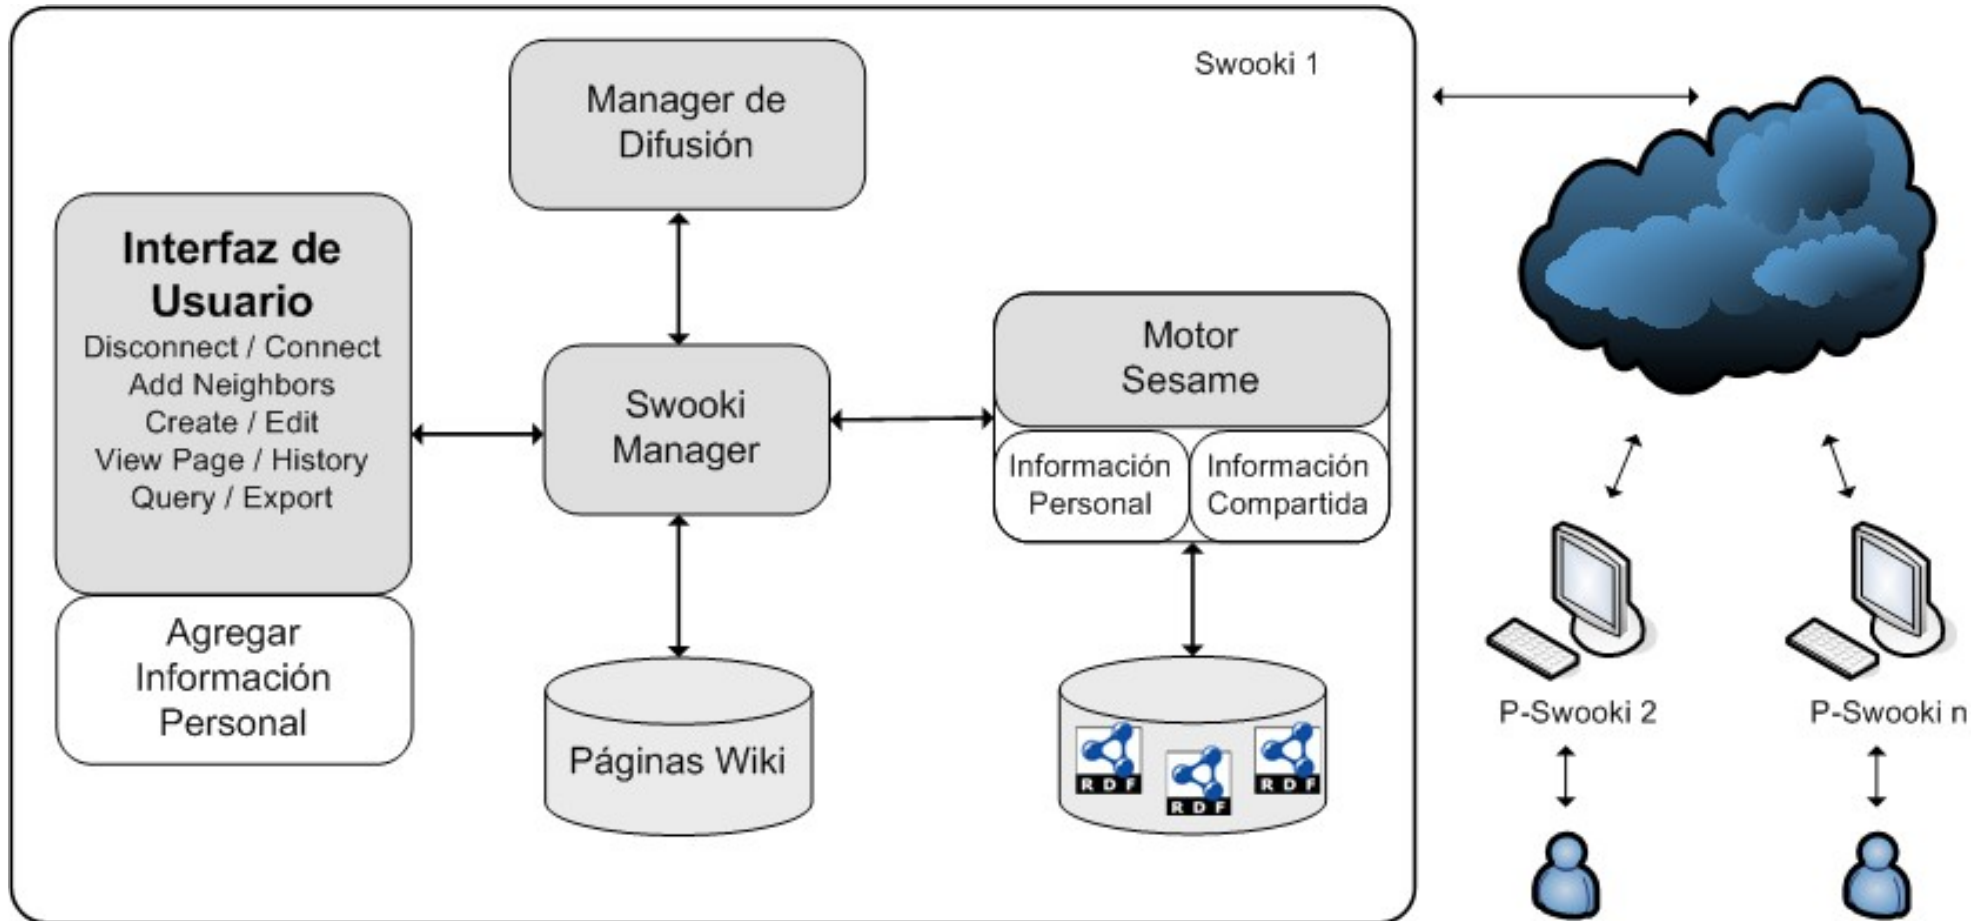 Swooki 1
Manager de
Difusión
Interfaz de
Usuario
Disconnect / Connect
Add Neighbors
Create / Edit
View Page / History
Query / Export
Agregar
Información
Personal
Swooki
Manager
Motor
Sesame
Información
Personal
Información
Compartida
Páginas Wiki
RDF
RDF
RDF
P-Swooki 2
P-Swooki n